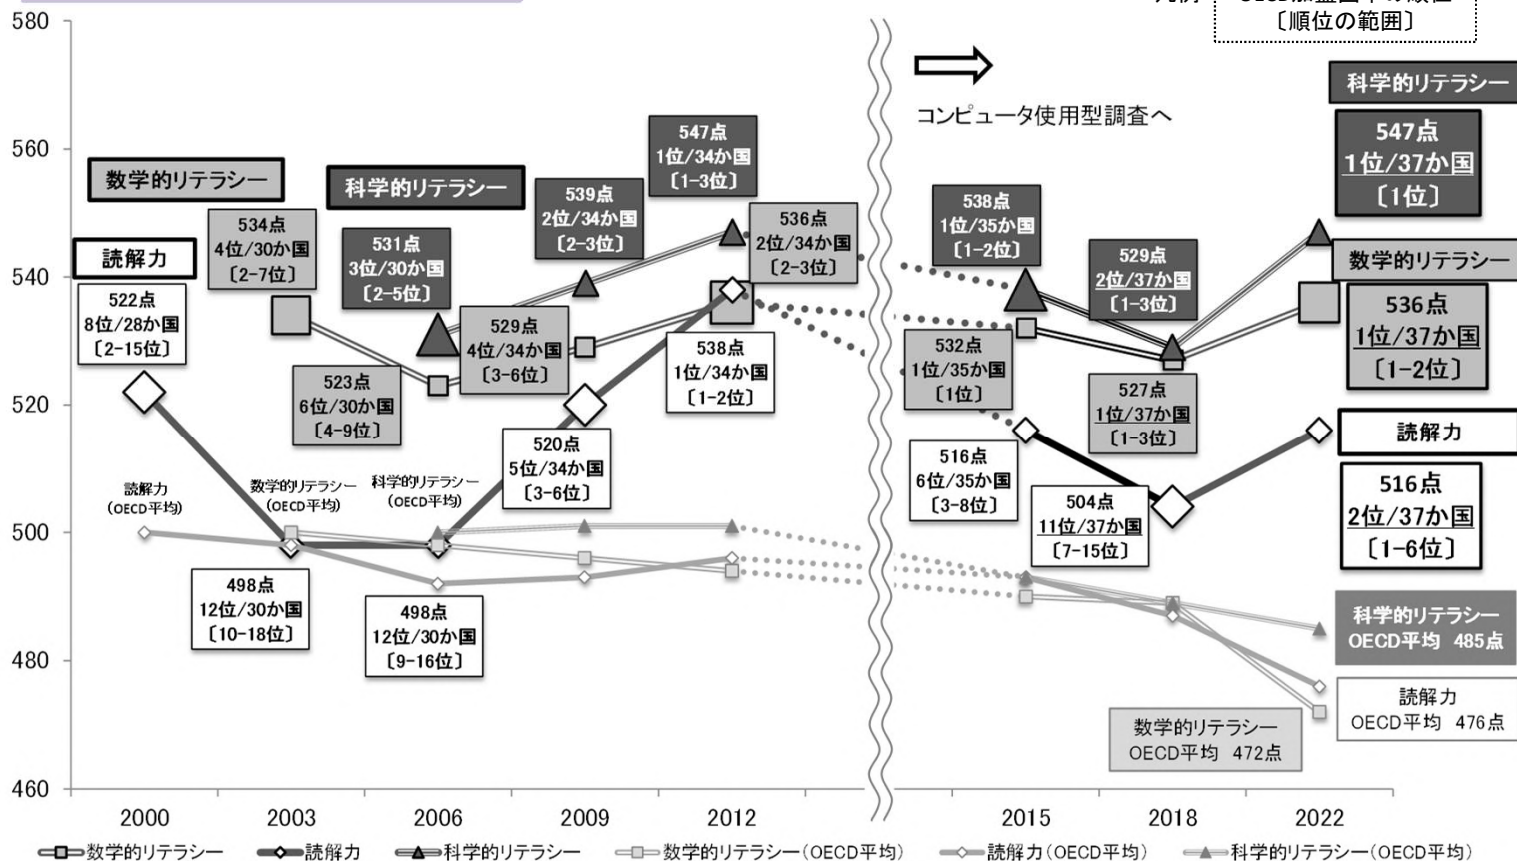 〔順位の範囲〕
580
560
540
520
500
480
460
コンピュータ使用型調査へ
読解力
522点
8位/28か国
〔2-15位〕
数学的リテラシー
534点
4位/30か国
〔2-7位〕
科学的リテラシー
531点
3位/30か国
〔2-5位〕
539点
2位/34か国
〔2-3位〕
547点
1位/34か国
〔1-3位〕
536点
2位/34か国
〔2-3位〕
523点
6位/30か国
〔4-9位〕
529点
4位/34か国
〔3-6位〕
538点
1位/34か国
〔1-2位〕
520点
5位/34か国
〔3-6位〕
読解力
(OECD平均)
数学的リテラシー
(OECD平均)
科学的リテラシー
(OECD平均)
498点
12位/30か国
〔10-18位〕
498点
12位/30か国
〔9-16位〕
538点
1位/35か国
〔1-2位〕
529点
2位/37か国
〔1-3位〕
532点
1位/35か国
〔1位〕
527点
1位/37か国
〔1-3位〕
516点
6位/35か国
〔3-8位〕
504点
11位/37か国
〔7-15位〕
科学的リテラシー
547点
1位/37か国
〔1位〕
数学的リテラシー
536点
1位/37か国
〔1-2位〕
読解力
516点
2位/37か国
〔1-6位〕
科学的リテラシー
OECD平均 485点
読解力
OECD平均 476点
数学的リテラシー
OECD平均 472点
2000
2003
2006
2009
2012
2015
2018
2022
数学的リテラシー
読解力
科学的リテラシー
数学的リテラシー(OECD平均)
読解力(OECD平均)
科学的リテラシー(OECD平均)